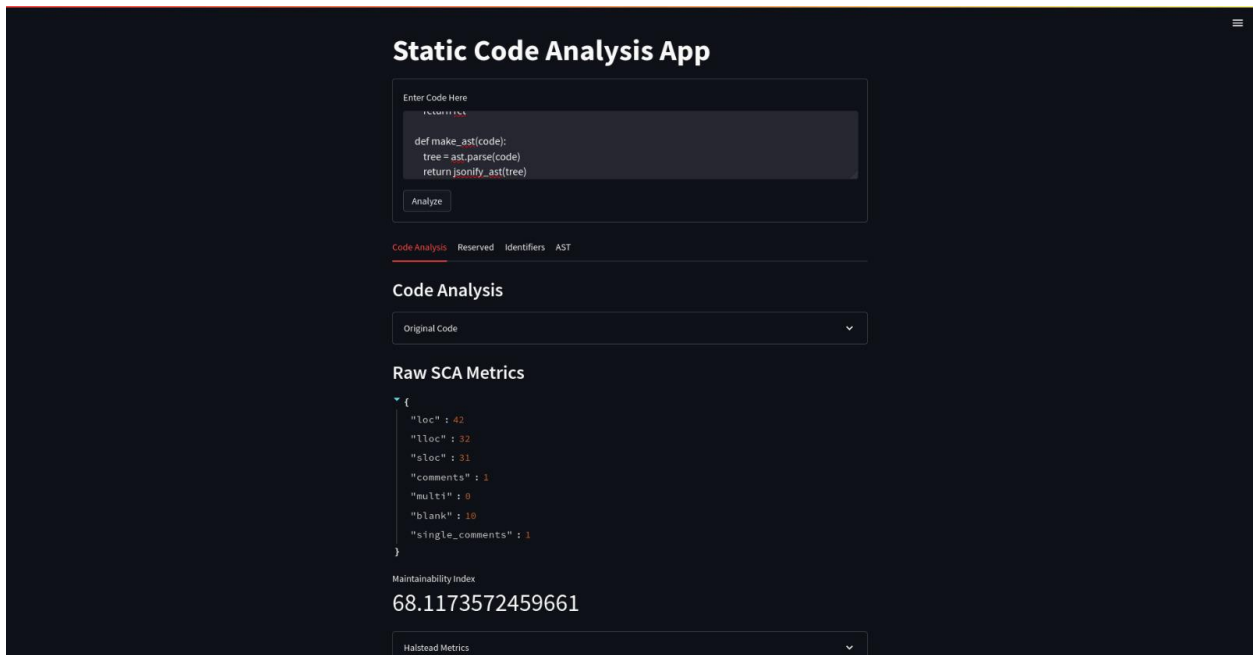 Static Code Analysis App
Enter Code Here
def make_ast(code):
tree = ast.parse(code)
return jsonify_ast(tree)
Analyze
Code Analysis Reserved Identifiers AST
Code Analysis
Original Code
Raw SCA Metrics
{
"loc" : 42
"lloc" : 32
"sloc" : 31
"comments" : 1
"multi" : 0
"blank" : 10
"single_comments" : 1
}
Maintainability Index
68.1173572459661
Halstead Metrics